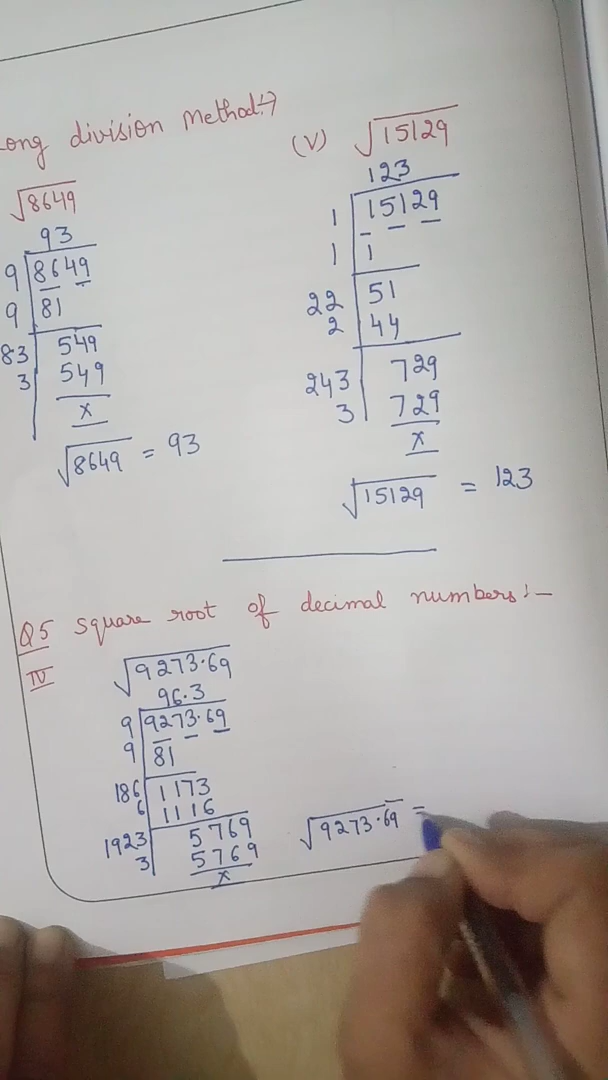 Long division Method:→
√8649
93
9 8649
9 81
83 549
3 549
x
√8649 = 93
(V) √15129
123
1 15129
1 1
22 51
2 44
243 729
3 729
x
√15129 = 123
Q5 Square root of decimal numbers:-
IV √9273.69
96.3
9 9273.69
9 81
186 1173
6 1116
1923 5769
3 5769
x
√9273.69 =